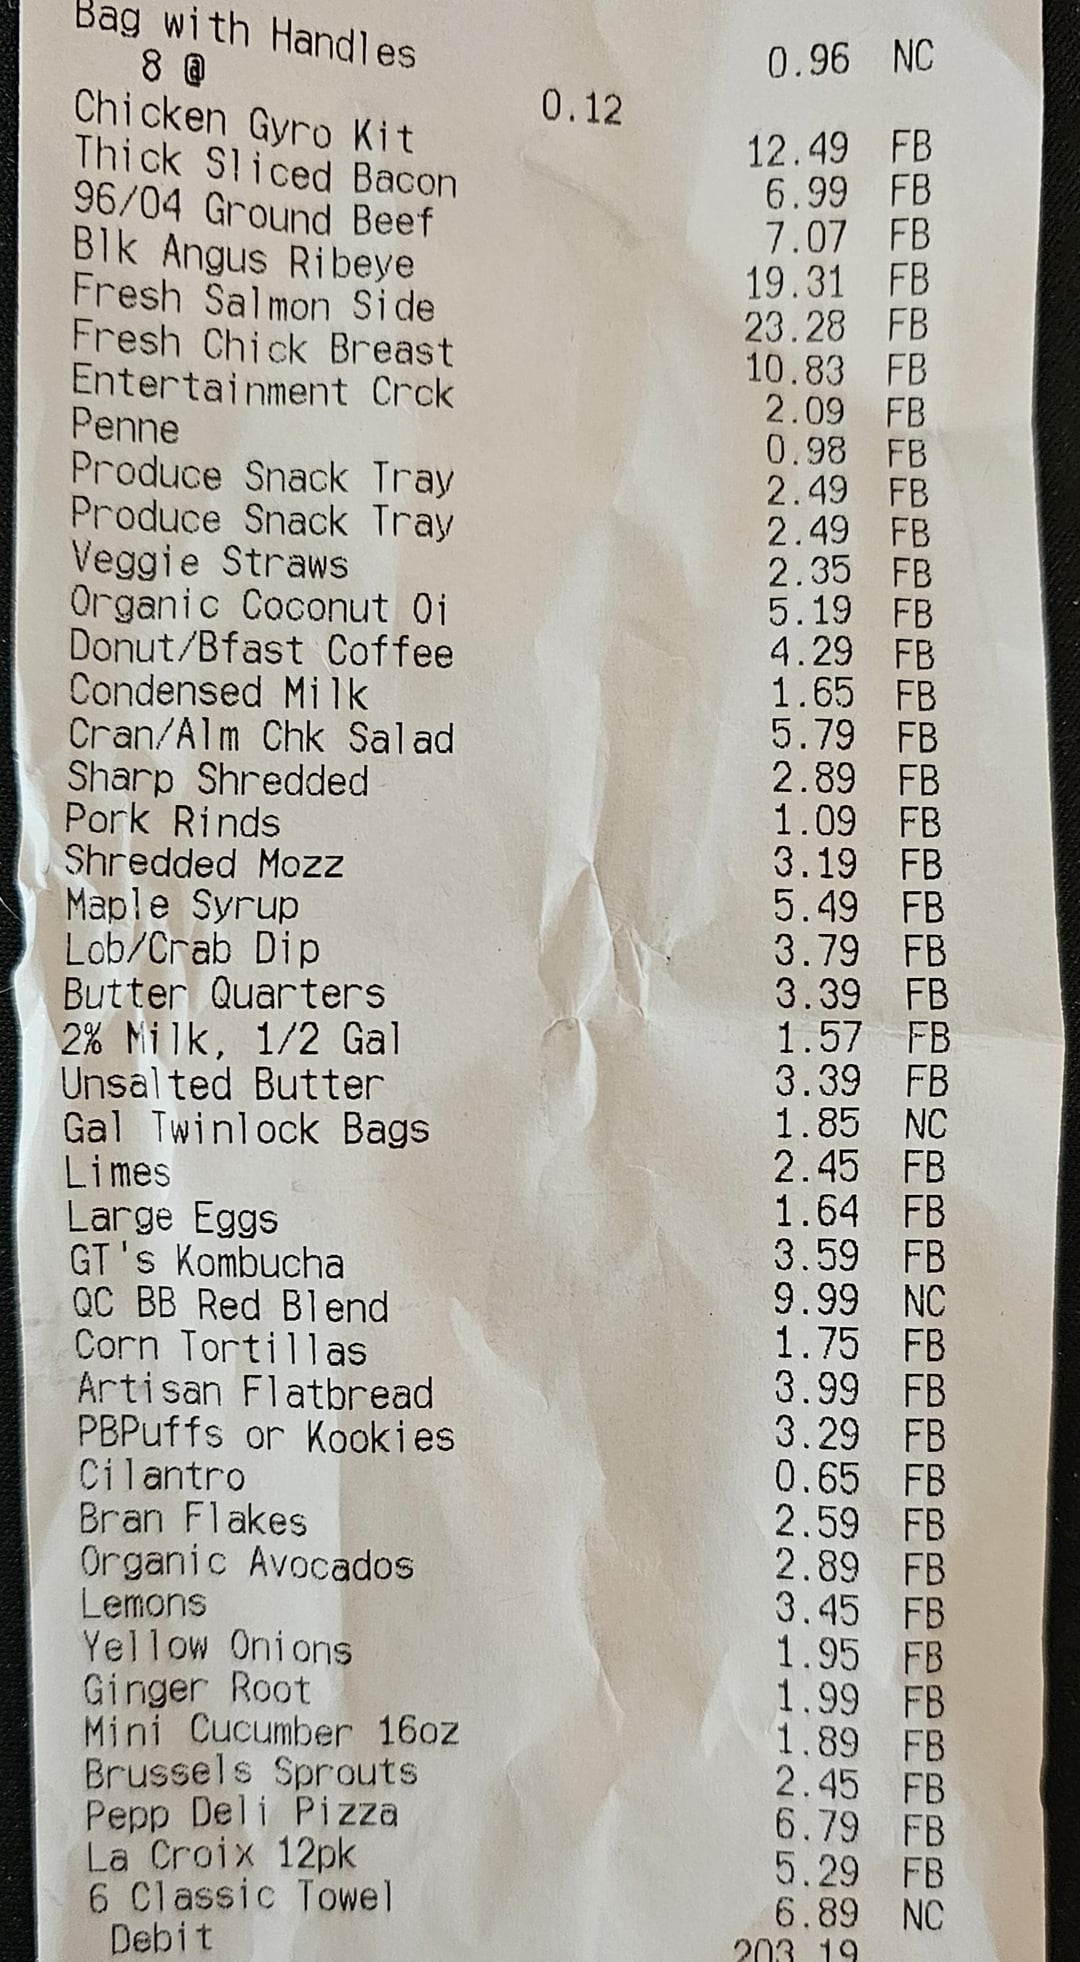 Bag with Handles 0.96 NC
8 @ 0.12
Chicken Gyro Kit 12.49 FB
Thick Sliced Bacon 6.99 FB
96/04 Ground Beef 7.07 FB
Blk Angus Ribeye 19.31 FB
Fresh Salmon Side 23.28 FB
Fresh Chick Breast 10.83 FB
Entertainment Crck 2.09 FB
Penne 0.98 FB
Produce Snack Tray 2.49 FB
Produce Snack Tray 2.49 FB
Veggie Straws 2.35 FB
Organic Coconut Oi 5.19 FB
Donut/Bfast Coffee 4.29 FB
Condensed Milk 1.65 FB
Cran/Alm Chk Salad 5.79 FB
Sharp Shredded 2.89 FB
Pork Rinds 1.09 FB
Shredded Mozz 3.19 FB
Maple Syrup 5.49 FB
Lob/Crab Dip 3.79 FB
Butter Quarters 3.39 FB
2% Milk, 1/2 Gal 1.57 FB
Unsalted Butter 3.39 FB
Gal Twinlock Bags 1.85 NC
Limes 2.45 FB
Large Eggs 1.64 FB
GT's Kombucha 3.59 FB
QC BB Red Blend 9.99 NC
Corn Tortillas 1.75 FB
Artisan Flatbread 3.99 FB
PBPuffs or Kookies 3.29 FB
Cilantro 0.65 FB
Bran Flakes 2.59 FB
Organic Avocados 2.89 FB
Lemons 3.45 FB
Yellow Onions 1.95 FB
Ginger Root 1.99 FB
Mini Cucumber 16oz 1.89 FB
Brussels Sprouts 2.45 FB
Pepp Deli Pizza 6.79 FB
La Croix 12pk 5.29 FB
6 Classic Towel 6.89 NC
Debit 203.19